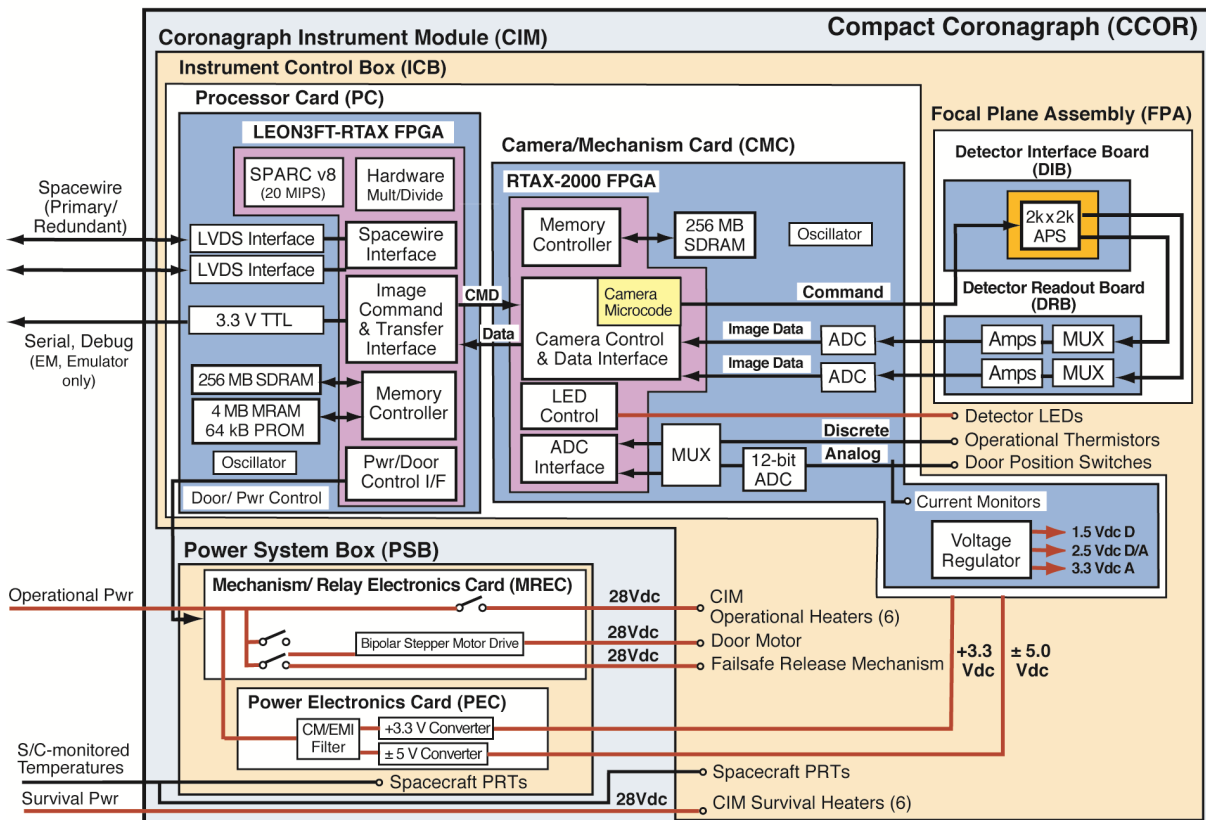 Compact Coronagraph (CCOR)
Coronagraph Instrument Module (CIM)
Instrument Control Box (ICB)
Processor Card (PC)
LEON3FT-RTAX FPGA
SPARC v8
(20 MIPS)
Hardware
Mult/Divide
Spacewire
(Primary/
Redundant)
LVDS Interface
LVDS Interface
Spacewire
Interface
3.3 V TTL
Image
Command
& Transfer
Interface
Serial, Debug
(EM, Emulator
only)
256 MB SDRAM
4 MB MRAM
64 kB PROM
Memory
Controller
Oscillator
Pwr/Door
Control I/F
Door/ Pwr Control
CMD
Data
Camera/Mechanism Card (CMC)
RTAX-2000 FPGA
Memory
Controller
256 MB
SDRAM
Oscillator
Camera
Microcode
Camera Control
& Data Interface
Command
Image Data
ADC
Image Data
ADC
LED
Control
ADC
Interface
MUX
Discrete
Analog
12-bit
ADC
Focal Plane Assembly (FPA)
Detector Interface Board
(DIB)
2kx2k
APS
Detector Readout Board
(DRB)
Amps
MUX
Amps
MUX
Detector LEDs
Operational Thermistors
Door Position Switches
Current Monitors
Voltage
Regulator
1.5 Vdc D
2.5 Vdc D/A
3.3 Vdc A
Power System Box (PSB)
Mechanism/ Relay Electronics Card (MREC)
Operational Pwr
28Vdc
CIM
Operational Heaters (6)
Bipolar Stepper Motor Drive
28Vdc
Door Motor
28Vdc
Failsafe Release Mechanism
+3.3
Vdc
± 5.0
Vdc
Power Electronics Card (PEC)
CM/EMI
Filter
+3.3 V Converter
± 5 V Converter
S/C-monitored
Temperatures
Spacecraft PRTs
Spacecraft PRTs
Survival Pwr
28Vdc
CIM Survival Heaters (6)